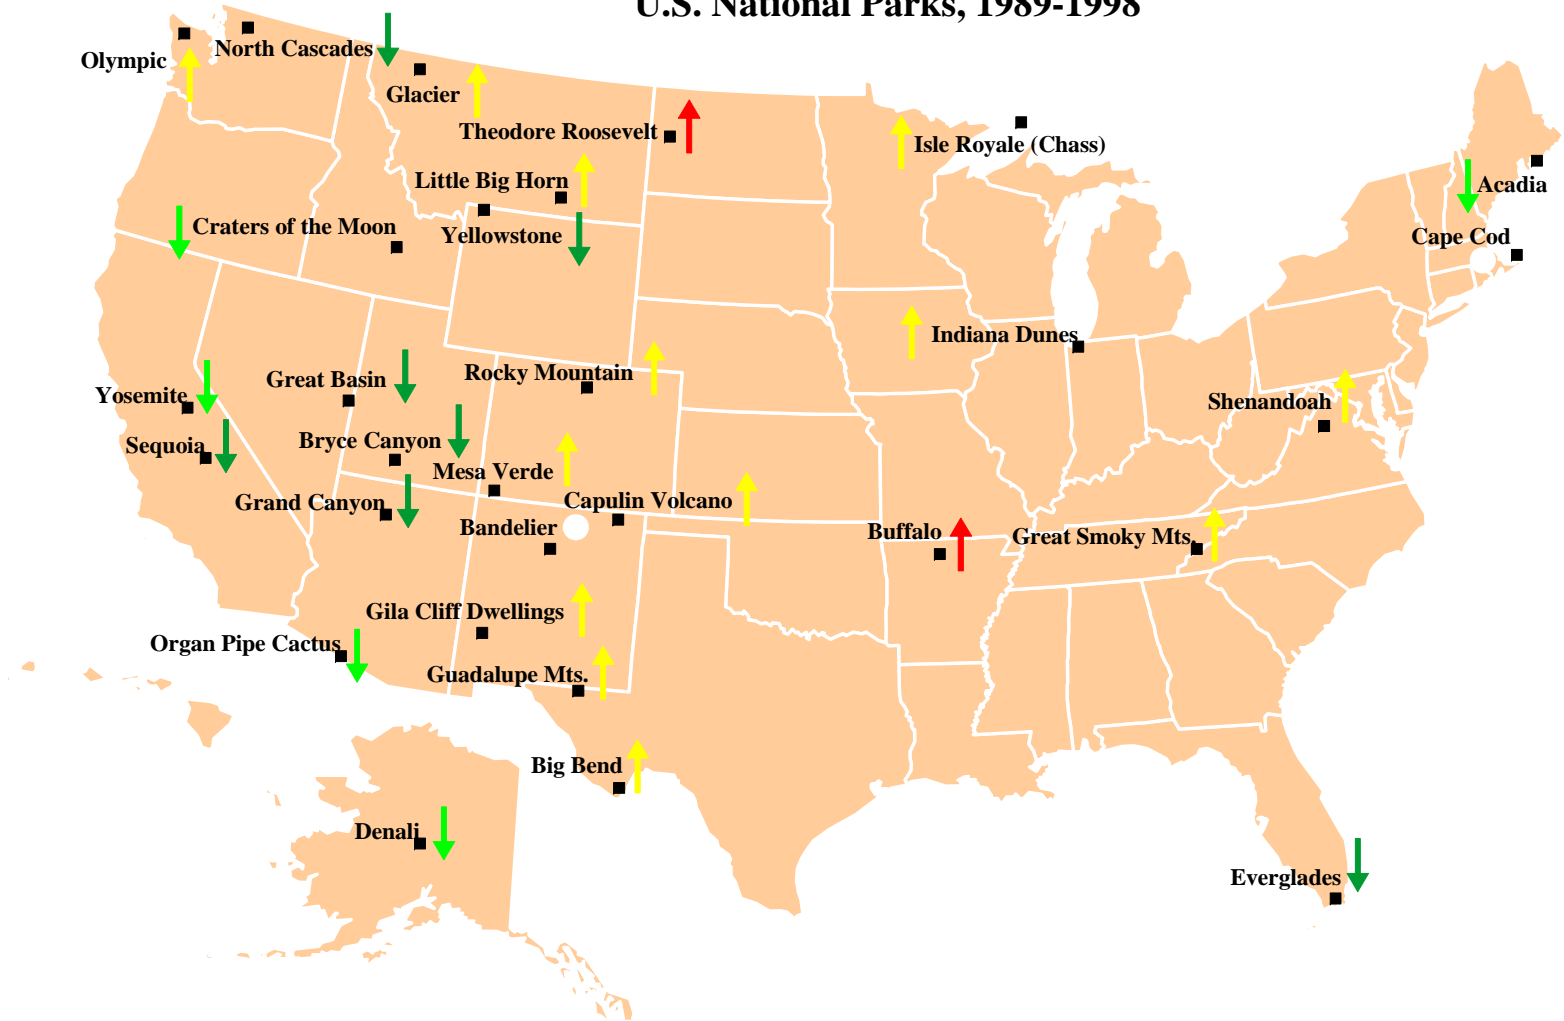 U.S. National Parks, 1989-1998
Olympic
North Cascades
Glacier
Theodore Roosevelt
Isle Royale (Chass)
Little Big Horn
Acadia
Craters of the Moon
Yellowstone
Cape Cod
Indiana Dunes
Rocky Mountain
Great Basin
Yosemite
Shenandoah
Bryce Canyon
Sequoia
Mesa Verde
Capulin Volcano
Grand Canyon
Bandelier
Buffalo
Great Smoky Mts.
Gila Cliff Dwellings
Organ Pipe Cactus
Guadalupe Mts.
Big Bend
Denali
Everglades